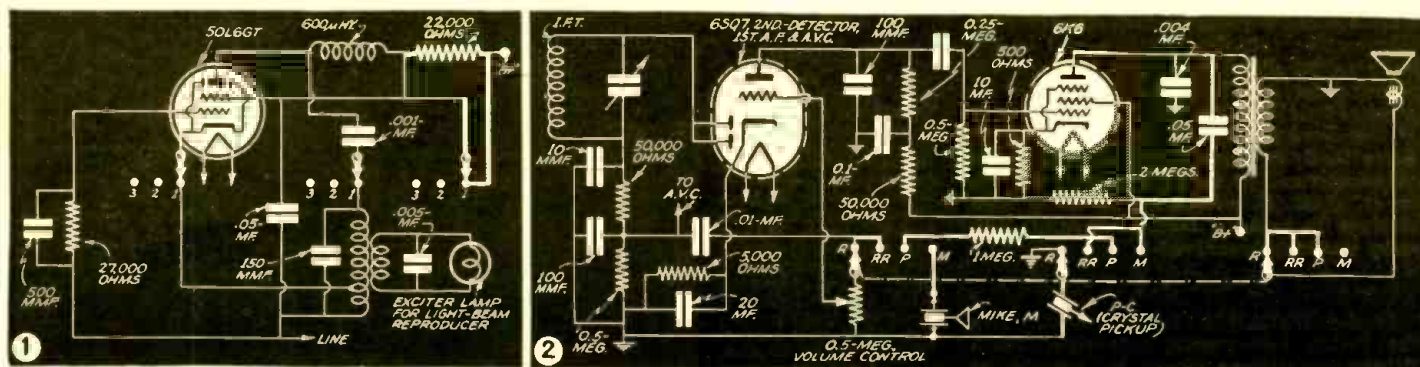 50L6GT
600µHY
22,000 OHMS
B+
.001-MF.
3 2 1
3 2 1
.05-MF.
.005-MF.
150 MMF.
27,000 OHMS
500 MMF.
EXCITER LAMP FOR LIGHT-BEAM REPRODUCER
LINE
1
I.F.T.
6SQ7, 2ND.-DETECTOR, 1ST. A.F. & A.V.C.
100 MMF.
0.25-MEG.
500 OHMS
10 MF.
6K6
.004 MF.
.05 MF.
0.5-MEG.
0.1-MF.
50,000 OHMS
2 MEGS.
10 MMF.
50,000 OHMS
TO A.V.C.
.01-MF.
5,000 OHMS
20 MF.
100 MMF.
0.5-MEG.
R RR P M
1 MEG.
R RR P M
B+
R RR P M
MIKE, M
P-C (CRYSTAL PICKUP)
0.5-MEG. VOLUME CONTROL
2